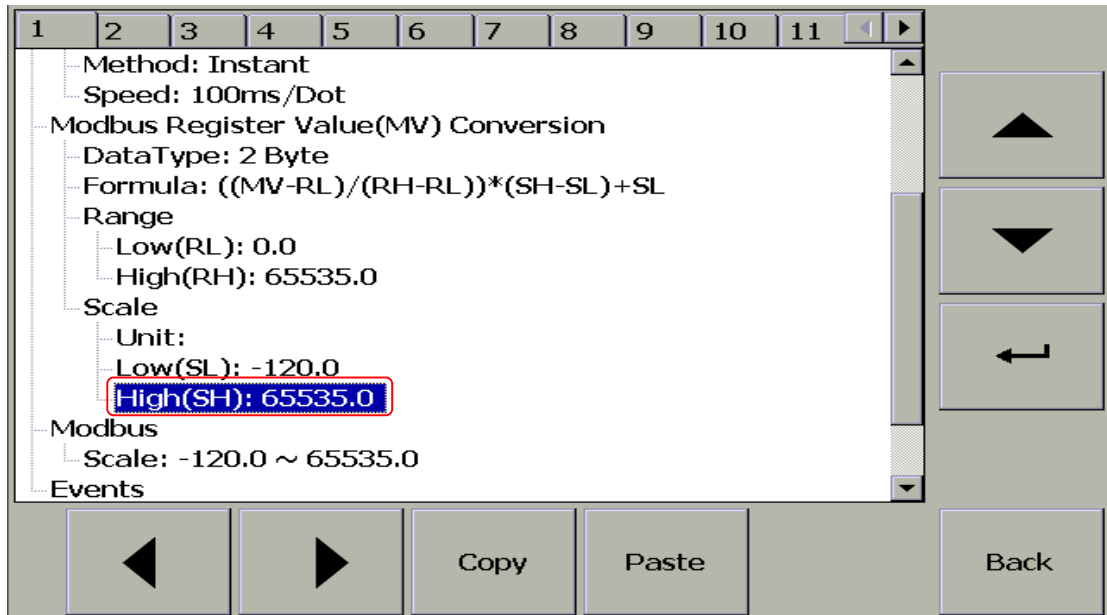 1 2 3 4 5 6 7 8 9 10 11
Method: Instant
Speed: 100ms/Dot
Modbus Register Value(MV) Conversion
DataType: 2 Byte
Formula: ((MV-RL)/(RH-RL))*(SH-SL)+SL
Range
Low(RL): 0.0
High(RH): 65535.0
Scale
Unit:
Low(SL): -120.0
High(SH): 65535.0
Modbus
Scale: -120.0 ~ 65535.0
Events
Copy Paste Back